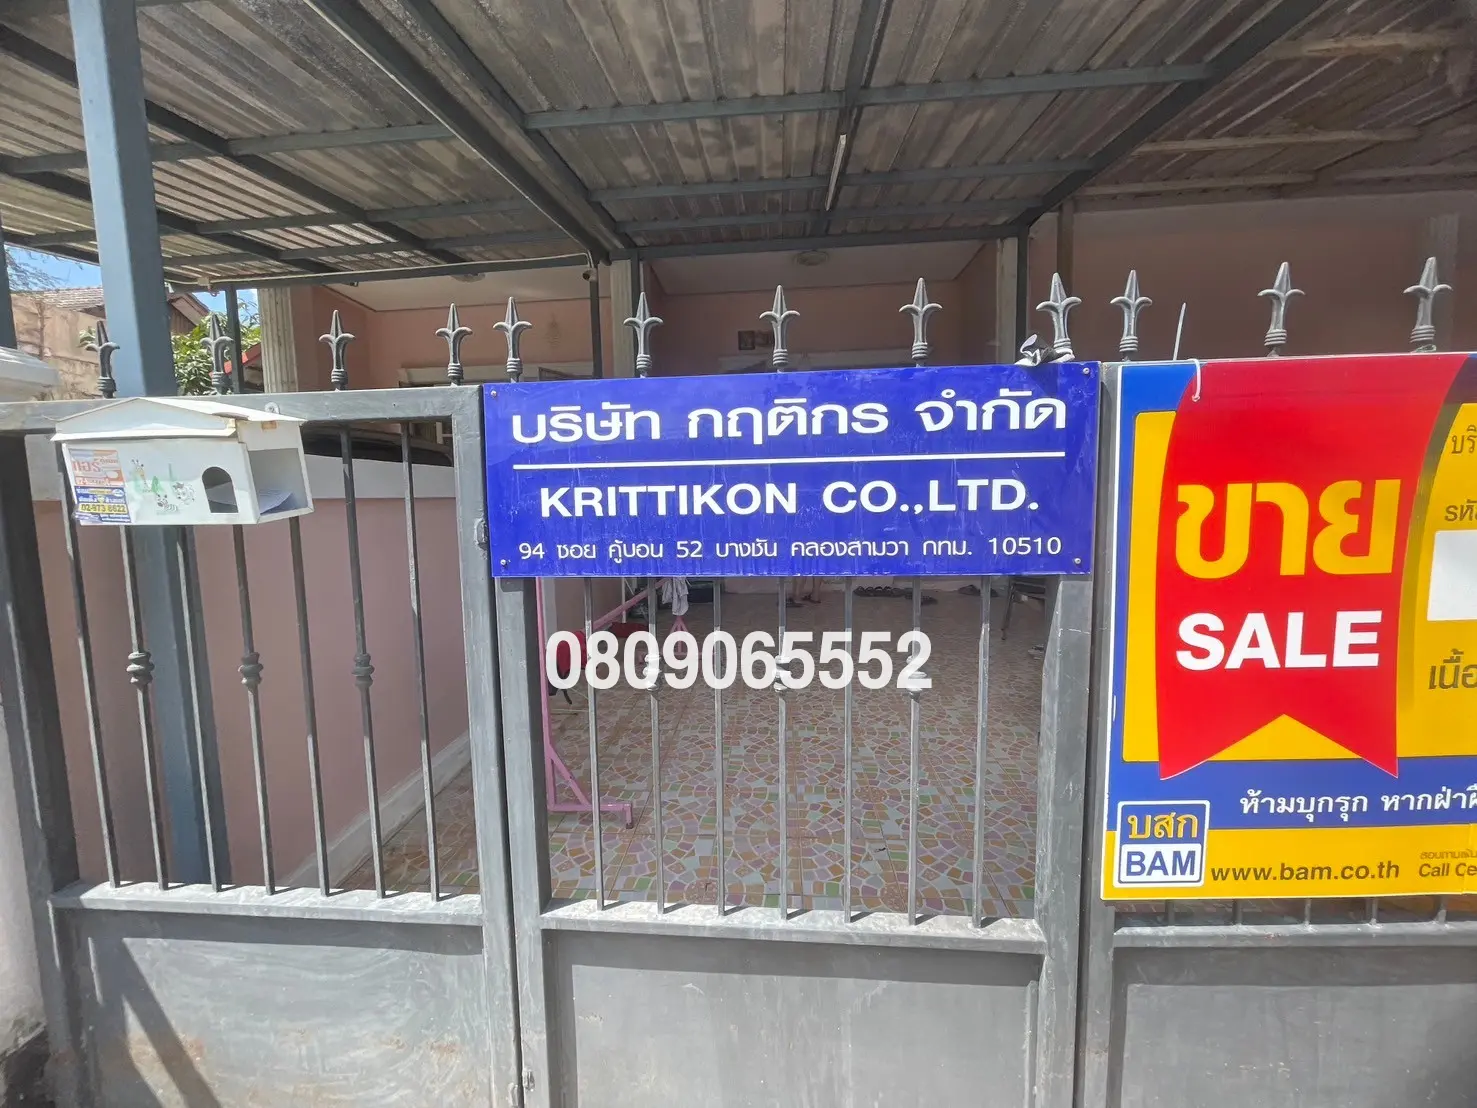 บริษัท กฤติกร จำกัด
KRITTIKON CO.,LTD.
94 ซอย คู้บอน 52 บางชัน คลองสามวา กทม. 10510
0809065552
ขาย
SALE
ห้ามบุกรุก
บสก
BAM
www.bam.co.th
Call